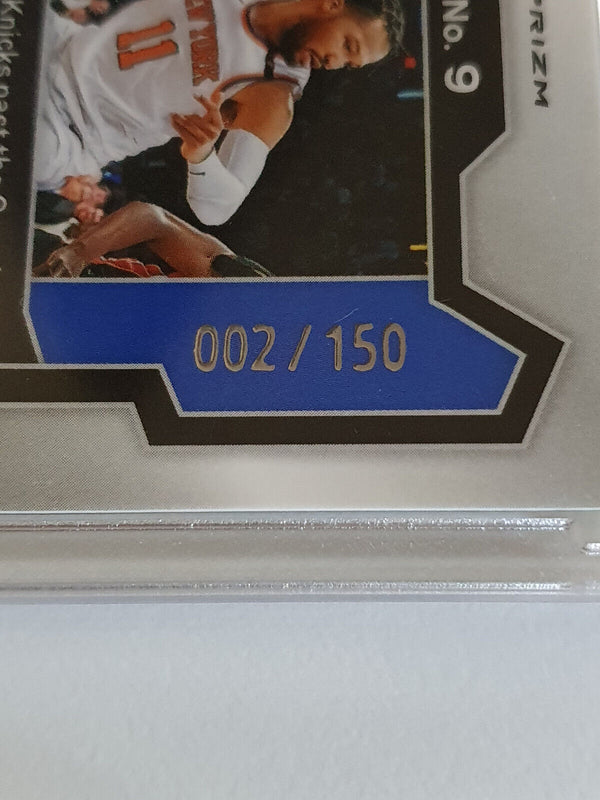 PRIZM
No. 9
NEW YORK
11
Knicks past the
002/150